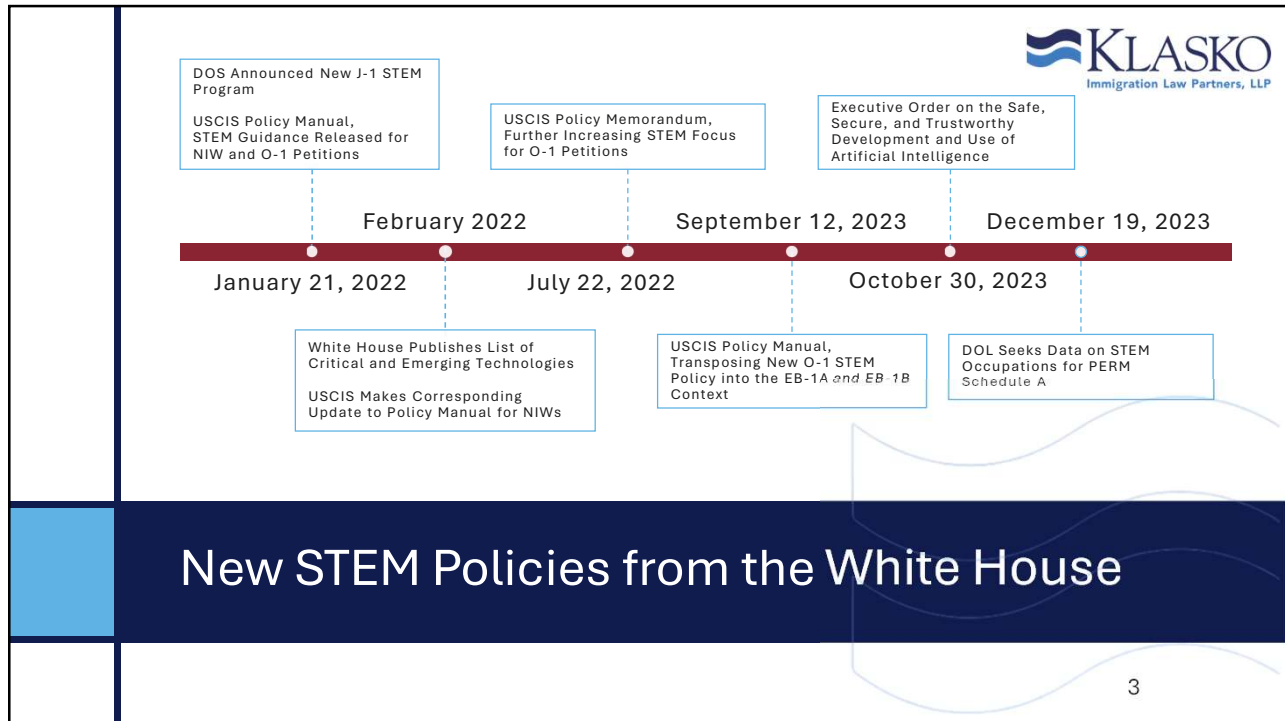 KLASKO
Immigration Law Partners, LLP
DOS Announced New J-1 STEM
Program
USCIS Policy Manual,
STEM Guidance Released for
NIW and O-1 Petitions
USCIS Policy Memorandum,
Further Increasing STEM Focus
for O-1 Petitions
Executive Order on the Safe,
Secure, and Trustworthy
Development and Use of
Artificial Intelligence
February 2022
September 12, 2023
December 19, 2023
January 21, 2022
July 22, 2022
October 30, 2023
White House Publishes List of
Critical and Emerging Technologies
USCIS Makes Corresponding
Update to Policy Manual for NIWs
USCIS Policy Manual,
Transposing New O-1 STEM
Policy into the EB-1A and EB-1B
Context
DOL Seeks Data on STEM
Occupations for PERM
Schedule A
New STEM Policies from the White House
3